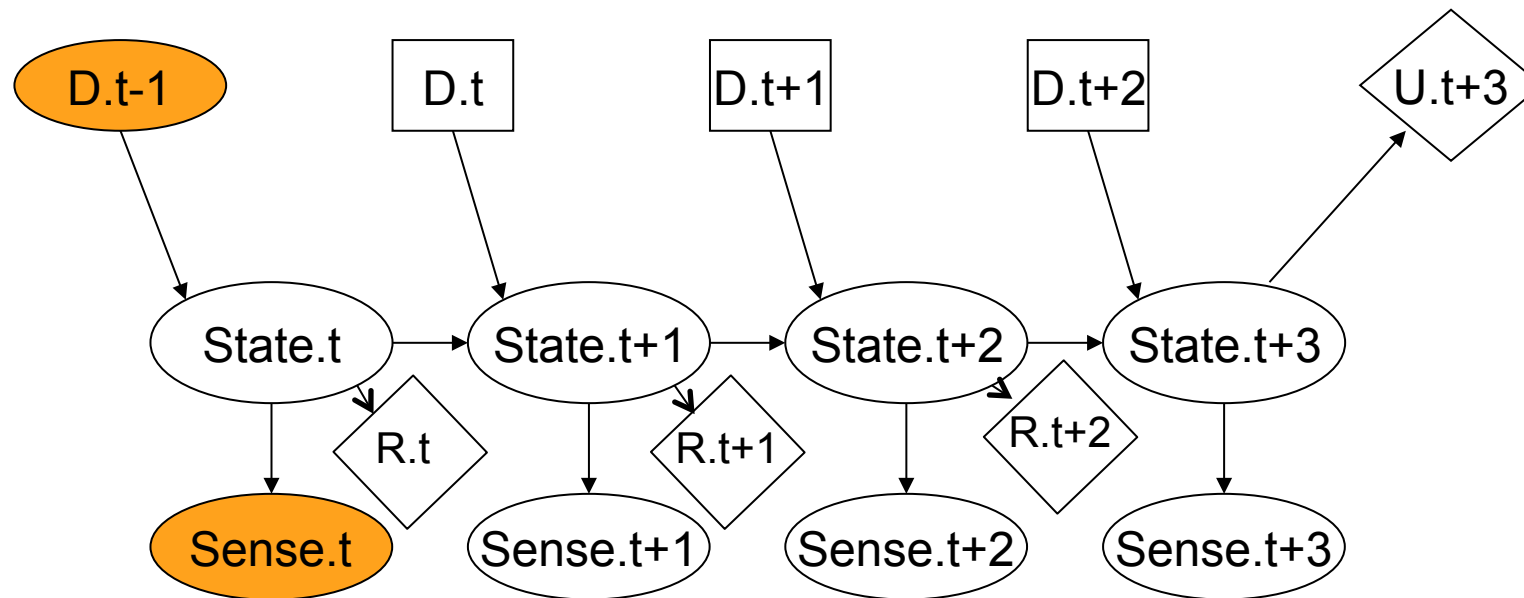 D.t-1
D.t
D.t+1
D.t+2
U.t+3
State.t
State.t+1
State.t+2
State.t+3
R.t
R.t+1
R.t+2
Sense.t
Sense.t+1
Sense.t+2
Sense.t+3